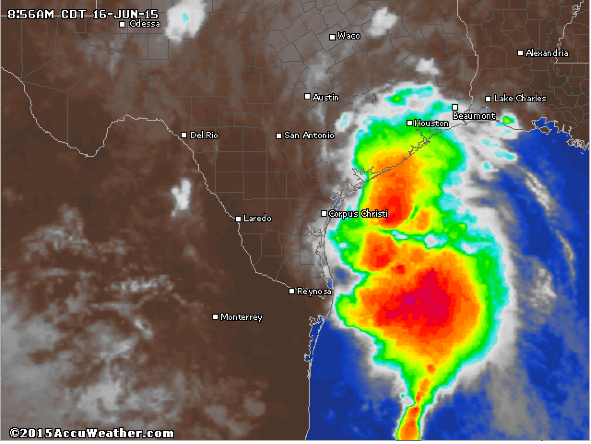 8:56AM CDT 16-JUN-15
Odessa
Waco
Alexandria
Austin
Lake Charles
Beaumont
Houston
Del Rio
San Antonio
Laredo
Corpus Christi
Reynosa
Monterrey
©2015AccuWeather.com